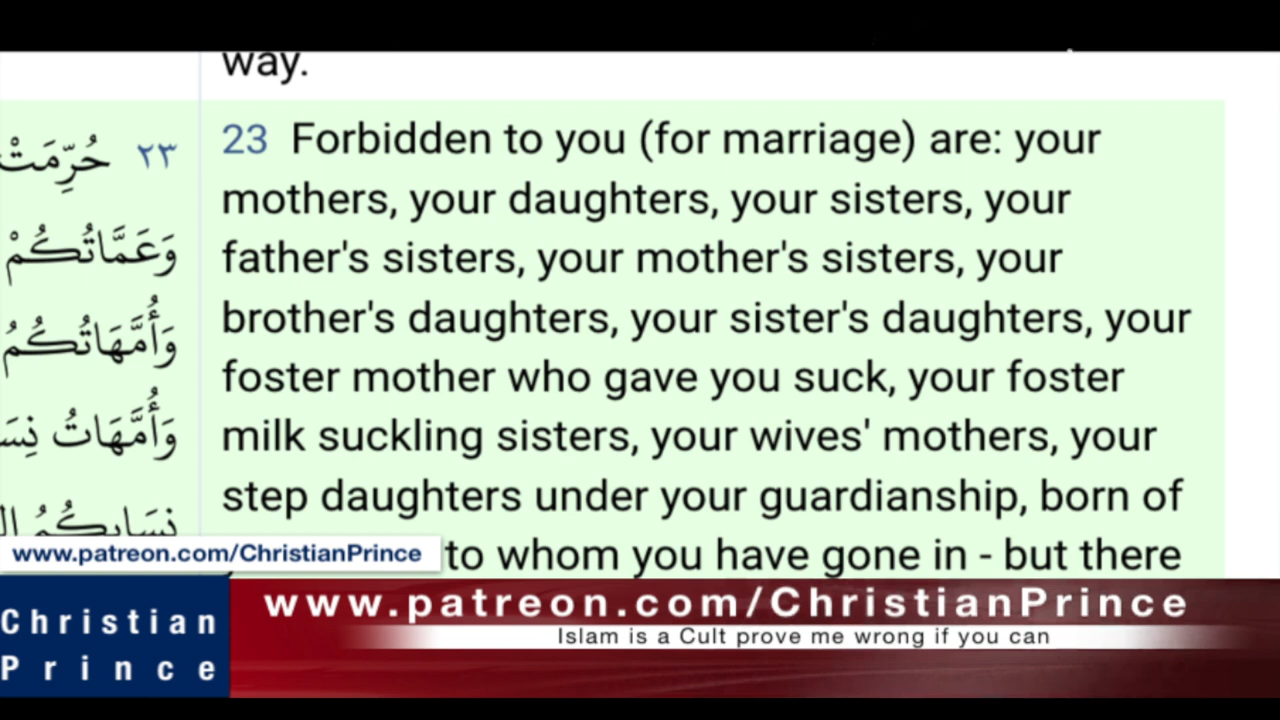 way.
٢٣ حُرِّمَتْ
وَعَمَّاتُكُمْ
وَأُمَّهَاتُكُمُ
وَأُمَّهَاتُ
23 Forbidden to you (for marriage) are: your
mothers, your daughters, your sisters, your
father's sisters, your mother's sisters, your
brother's daughters, your sister's daughters, your
foster mother who gave you suck, your foster
milk suckling sisters, your wives' mothers, your
step daughters under your guardianship, born of
to whom you have gone in - but there
www.patreon.com/ChristianPrince
Christian
Prince
www.patreon.com/ChristianPrince
Islam is a Cult prove me wrong if you can